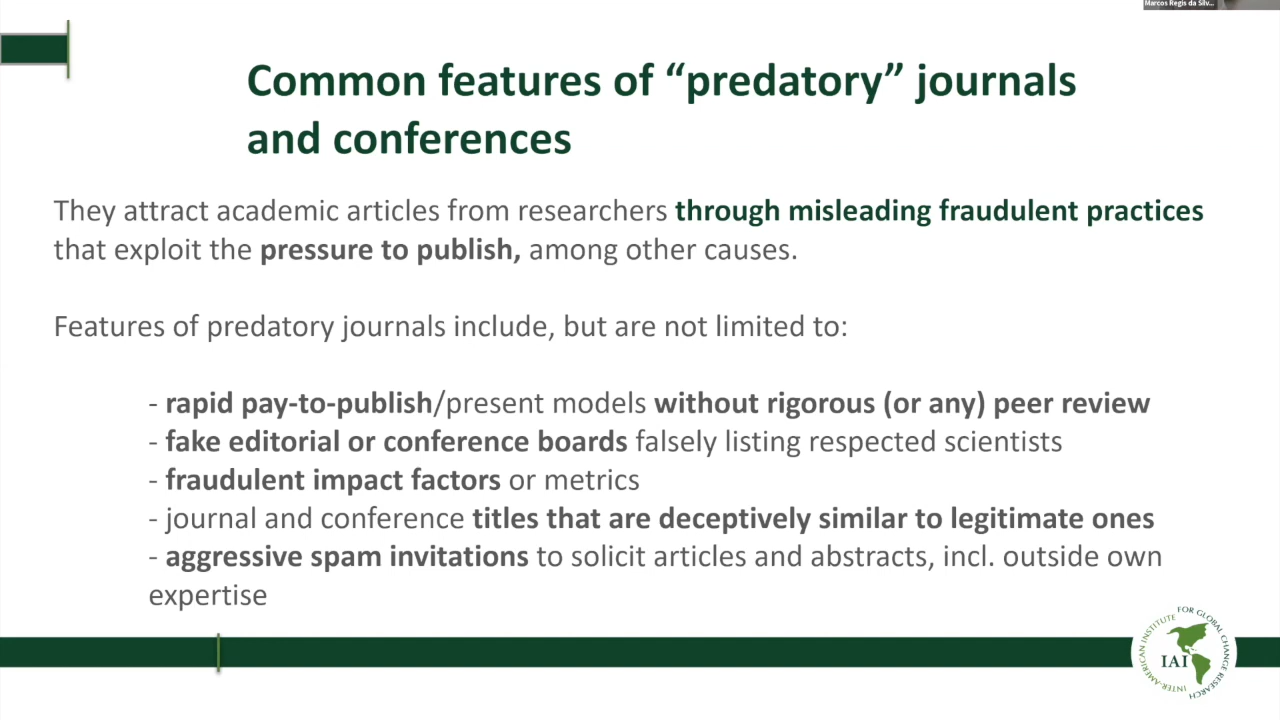 Marcos Regis da Silv...
Common features of “predatory” journals
and conferences
They attract academic articles from researchers through misleading fraudulent practices
that exploit the pressure to publish, among other causes.
Features of predatory journals include, but are not limited to:
- rapid pay-to-publish/present models without rigorous (or any) peer review
- fake editorial or conference boards falsely listing respected scientists
- fraudulent impact factors or metrics
- journal and conference titles that are deceptively similar to legitimate ones
- aggressive spam invitations to solicit articles and abstracts, incl. outside own
expertise
INTER-AMERICAN INSTITUTE FOR GLOBAL CHANGE RESEARCH
IAI